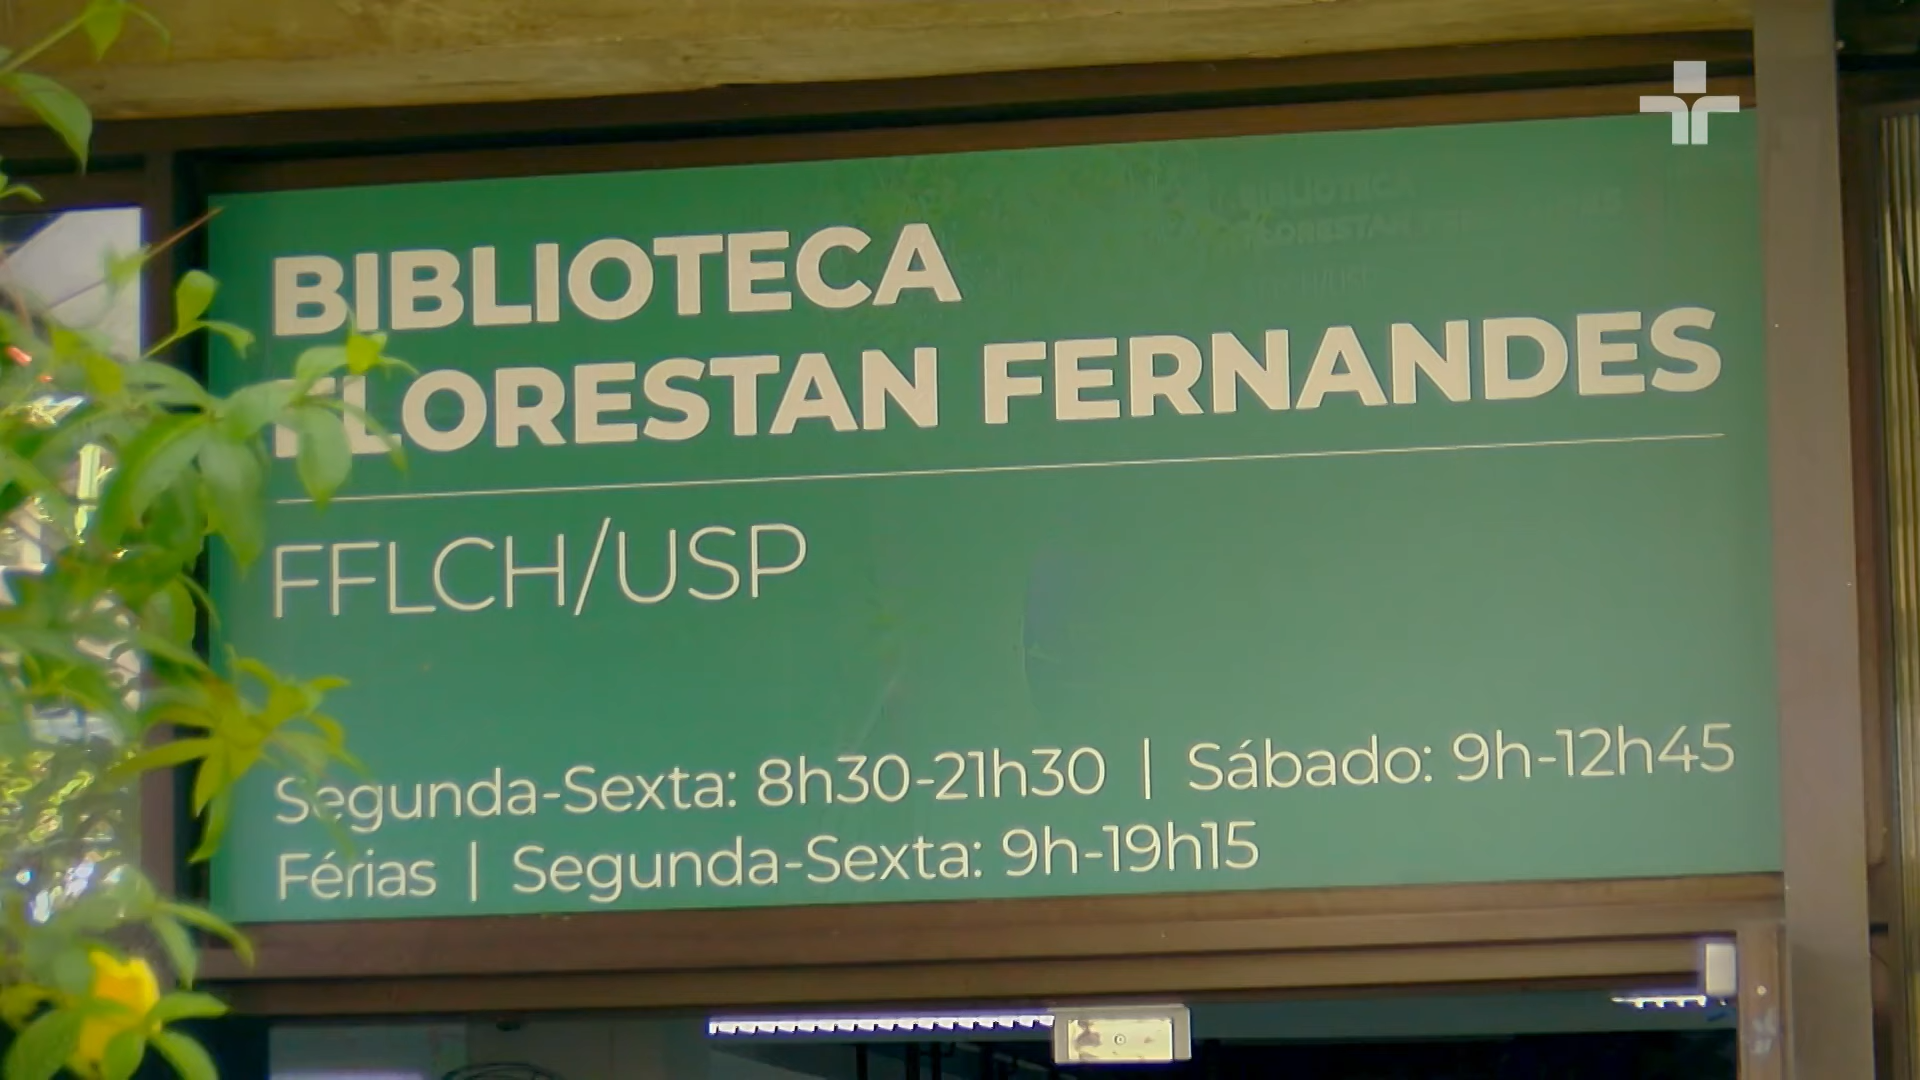 BIBLIOTECA
FLORESTAN FERNANDES
FFLCH/USP
Segunda-Sexta: 8h30-21h30 | Sábado: 9h-12h45
Férias | Segunda-Sexta: 9h-19h15